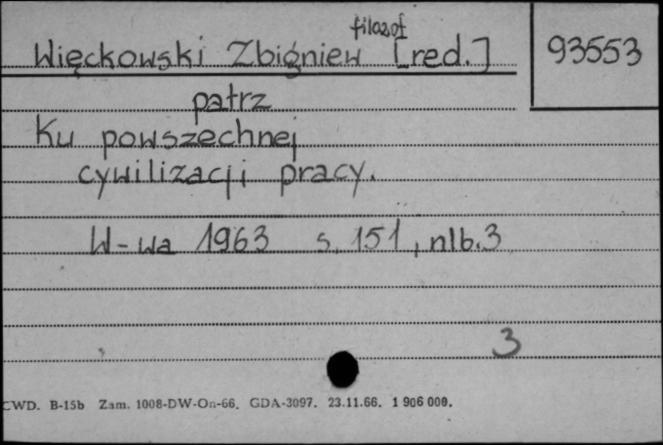 filozof
Więckowski Zbigniew [red.]
93553
patrz
Ku powszechnej
cywilizacji pracy.
W-wa 1963 s. 151, nlb. 3
3
CWD. B-15b Zam. 1008-DW-On-66. GDA-3097. 23.11.66. 1 906 000.